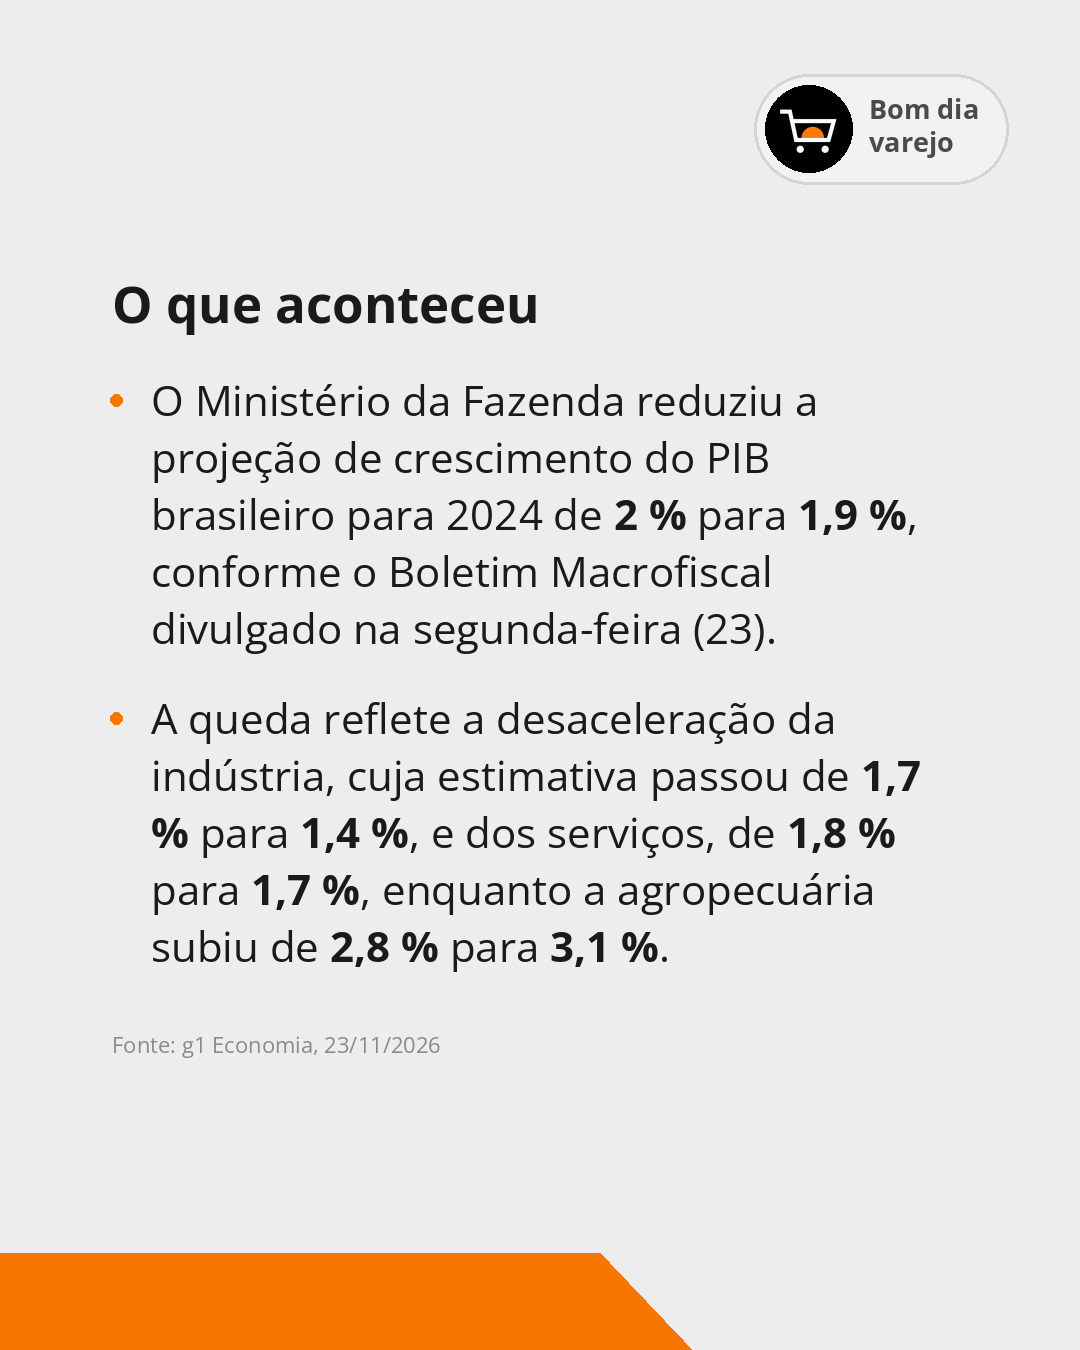 Bom dia
varejo
O que aconteceu
O Ministério da Fazenda reduziu a
projeção de crescimento do PIB
brasileiro para 2024 de 2 % para 1,9 %,
conforme o Boletim Macrofiscal
divulgado na segunda-feira (23).
A queda reflete a desaceleração da
indústria, cuja estimativa passou de 1,7
% para 1,4 %, e dos serviços, de 1,8 %
para 1,7 %, enquanto a agropecuária
subiu de 2,8 % para 3,1 %.
Fonte: g1 Economia, 23/11/2026